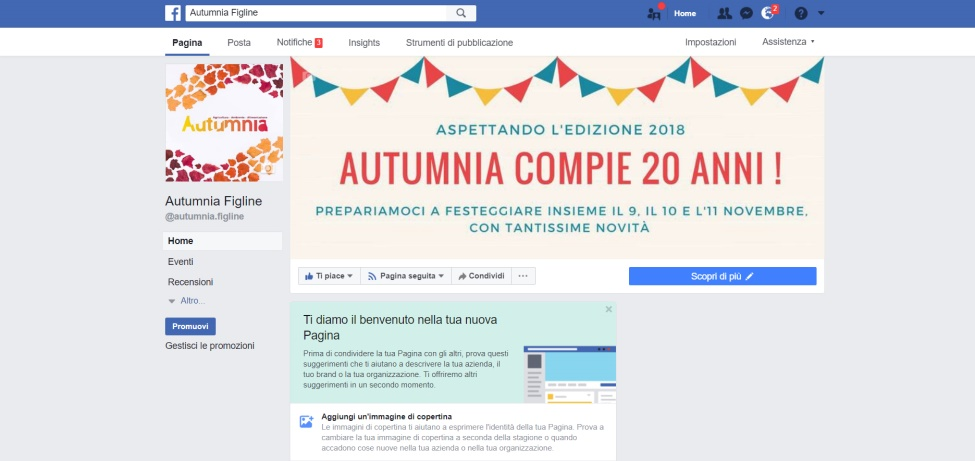 Autumnia Figline
Home
2
Pagina Posta Notifiche 3 Insights Strumenti di pubblicazione Impostazioni Assistenza
Autumnia
ASPETTANDO L'EDIZIONE 2018
AUTUMNIA COMPIE 20 ANNI !
PREPARIAMOCI A FESTEGGIARE INSIEME IL 9, IL 10 E L'11 NOVEMBRE,
CON TANTISSIME NOVITÀ
Autumnia Figline
@autumnia.figline
Home
Eventi
Recensioni
Altro...
Promuovi
Gestisci le promozioni
Ti piace Pagina seguita Condividi ... Scopri di più
Ti diamo il benvenuto nella tua nuova
Pagina
Prima di condividere la tua Pagina con gli altri, prova questi
suggerimenti che ti aiutano a descrivere la tua azienda, il
tuo brand o la tua organizzazione. Ti offriremo altri
suggerimenti in un secondo momento.
Aggiungi un'immagine di copertina
Le immagini di copertina ti aiutano a esprimere l'identità della tua Pagina. Prova a
cambiare la tua immagine di copertina a seconda della stagione o quando
accadono cose nuove nella tua azienda o nella tua organizzazione.